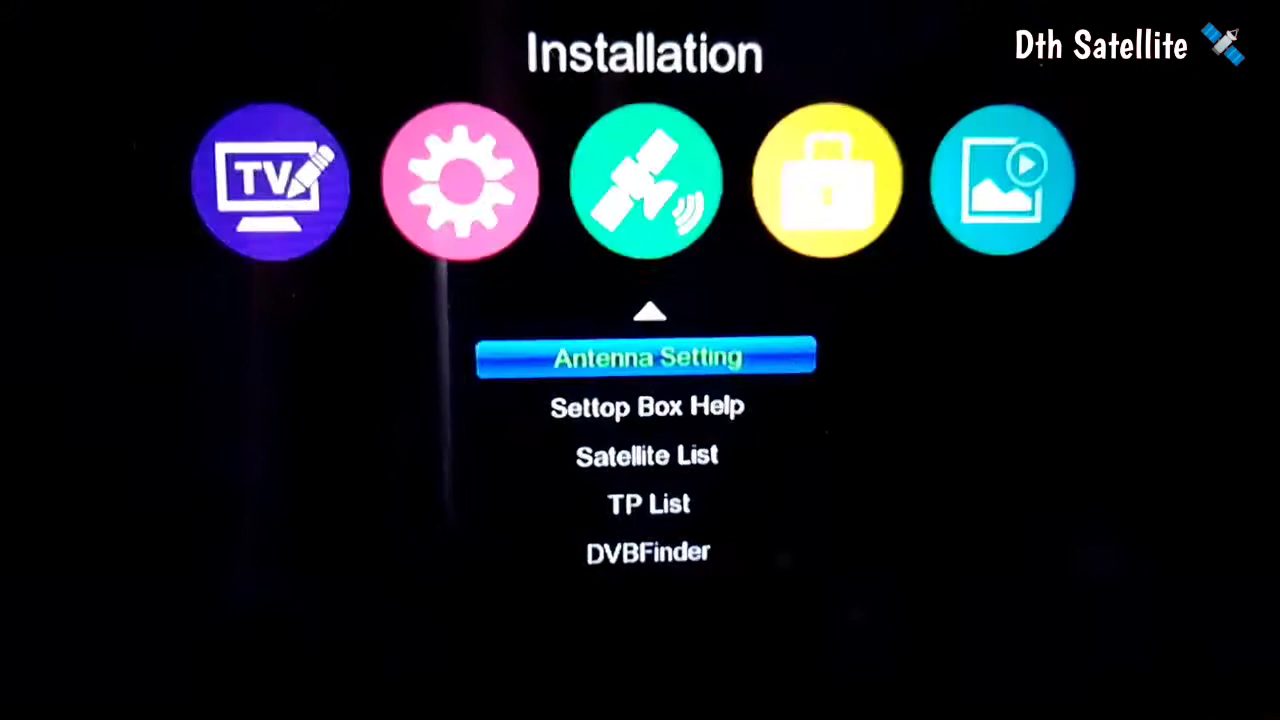 Installation
Dth Satellite
TV
Antenna Setting
Settop Box Help
Satellite List
TP List
DVBFinder